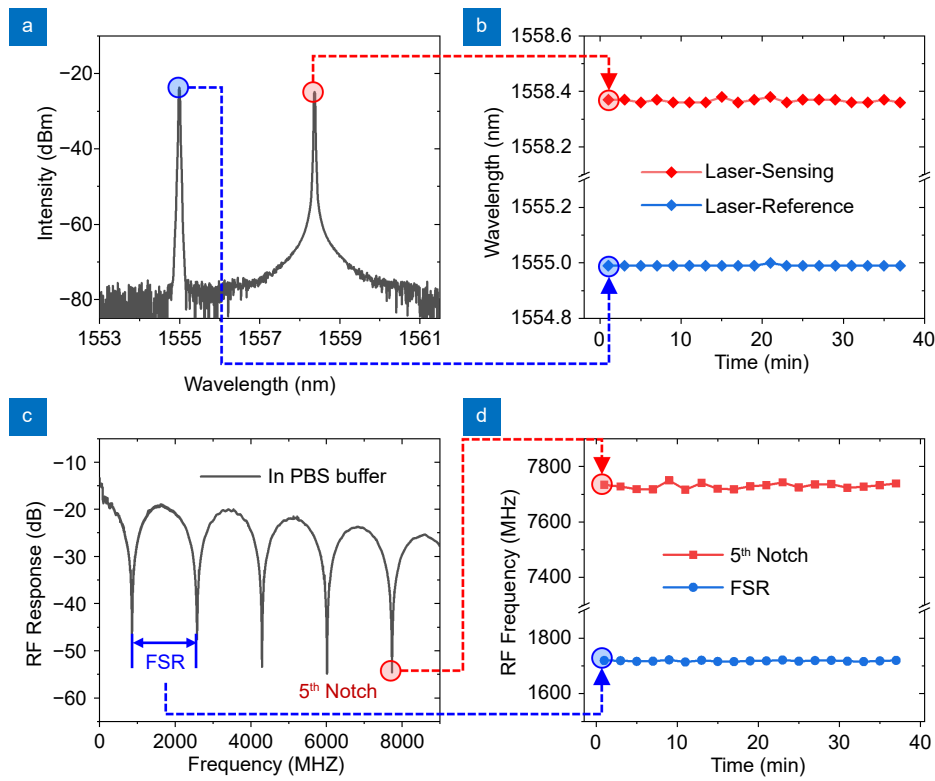 a
−20
−40
−60
−80
Intensity (dBm)
1553
1555
1557
1559
1561
Wavelength (nm)
b
1558.6
1558.4
1558.2
1555.2
1555.0
1554.8
Wavelength (nm)
Laser-Sensing
Laser-Reference
0
10
20
30
40
Time (min)
c
−10
−20
−30
−40
−50
−60
RF Response (dB)
In PBS buffer
FSR
5th Notch
0
2000
4000
6000
8000
Frequency (MHZ)
d
7800
7600
7400
1800
1600
RF Frequency (MHz)
5th Notch
FSR
0
10
20
30
40
Time (min)